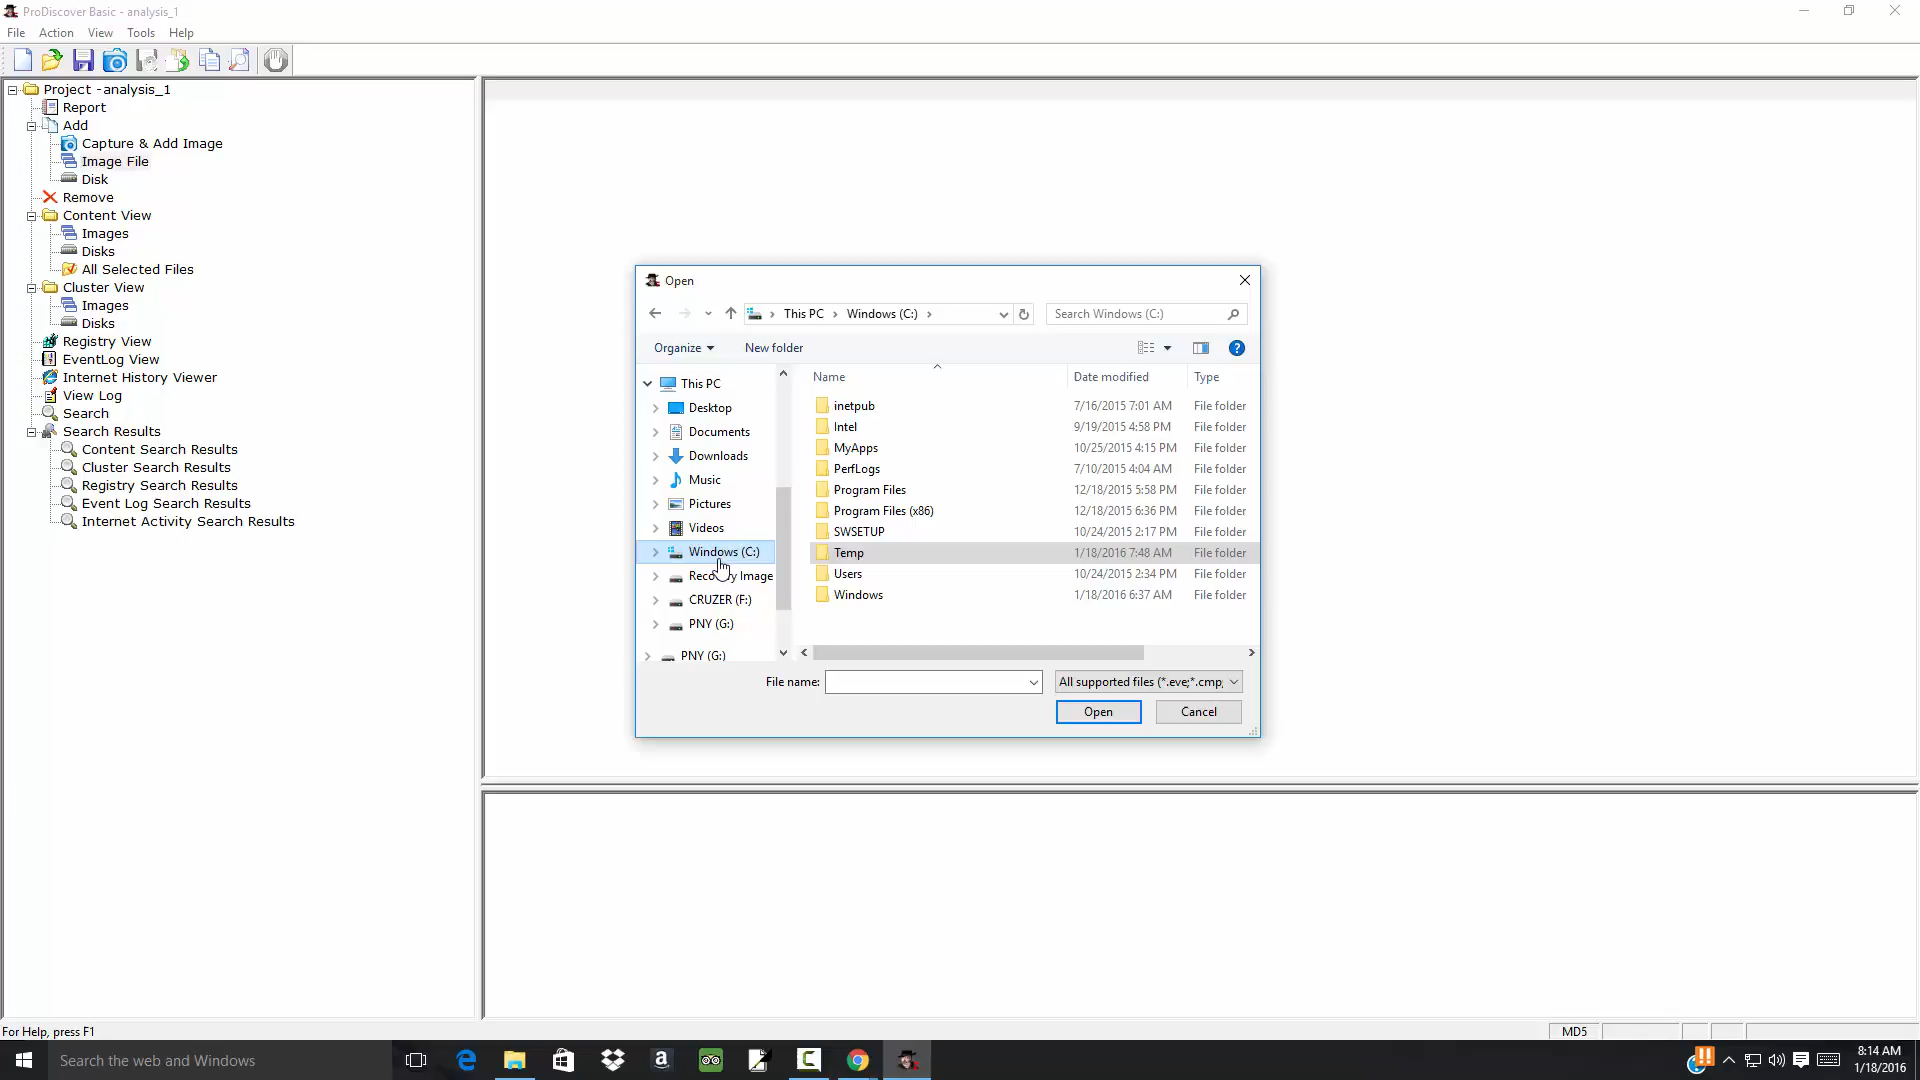 ProDiscover Basic - analysis_1
File Action View Tools Help
Project -analysis_1
Report
Add
Capture & Add Image
Image File
Disk
Remove
Content View
Images
Disks
All Selected Files
Cluster View
Images
Disks
Registry View
EventLog View
Internet History Viewer
View Log
Search
Search Results
Content Search Results
Cluster Search Results
Registry Search Results
Event Log Search Results
Internet Activity Search Results
Open
This PC Windows (C:)
Search Windows (C:)
Organize New folder
This PC
Desktop
Documents
Downloads
Music
Pictures
Videos
Windows (C:)
Recovery Image
CRUZER (F:)
PNY (G:)
PNY (G:)
Name Date modified Type
inetpub 7/16/2015 7:01 AM File folder
Intel 9/19/2015 4:58 PM File folder
MyApps 10/25/2015 4:15 PM File folder
PerfLogs 7/10/2015 4:04 AM File folder
Program Files 12/18/2015 5:58 PM File folder
Program Files (x86) 12/18/2015 6:36 PM File folder
SWSETUP 10/24/2015 2:17 PM File folder
Temp 1/18/2016 7:48 AM File folder
Users 10/24/2015 2:34 PM File folder
Windows 1/18/2016 6:37 AM File folder
File name: All supported files (*.eve;*.cmp;
Open Cancel
For Help, press F1
MD5
Search the web and Windows
8:14 AM
1/18/2016